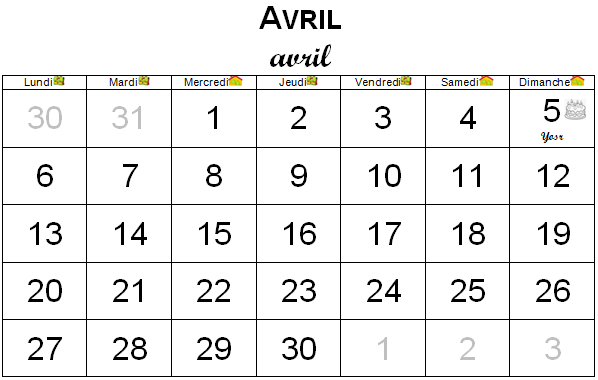 AVRIL
avril
Lundi Mardi Mercredi Jeudi Vendredi Samedi Dimanche
30 31 1 2 3 4 5
Yosr
6 7 8 9 10 11 12
13 14 15 16 17 18 19
20 21 22 23 24 25 26
27 28 29 30 1 2 3